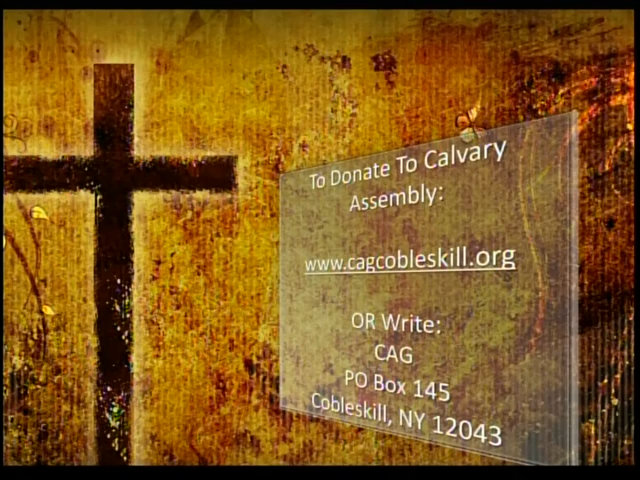 To Donate To Calvary
Assembly:
www.cagcobleskill.org
OR Write:
CAG
PO Box 145
Cobleskill, NY 12043